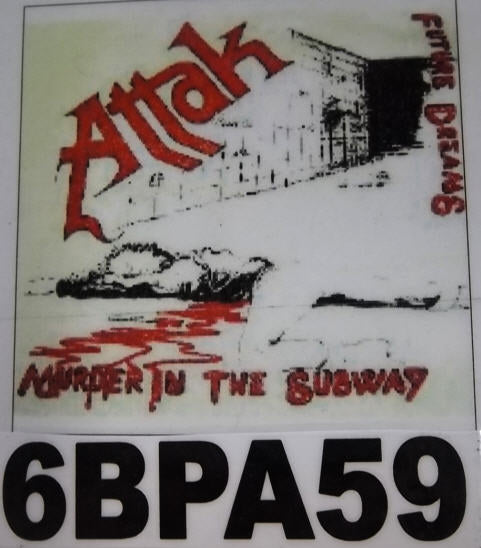 Attak
FUTURE DREAMS
MURDER IN THE SUBWAY
6BPA59